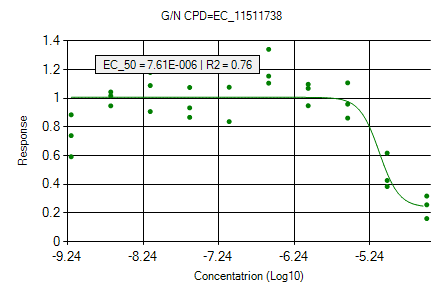 G/N CPD=EC_11511738
EC_50 = 7.61E-006 | R2 = 0.76
1.4
1.2
1
0.8
0.6
0.4
0.2
0
Response
-9.24 -8.24 -7.24 -6.24 -5.24
Concentatrion (Log10)